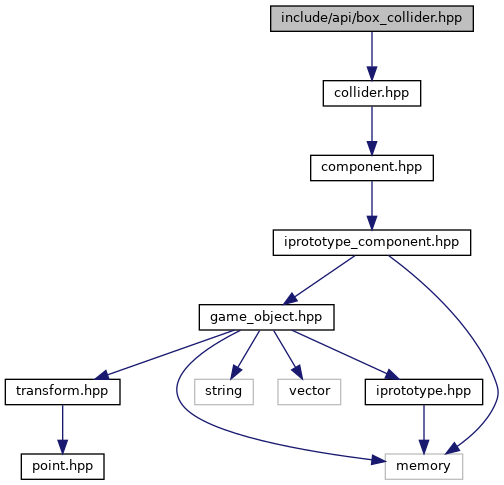 include/api/box_collider.hpp
collider.hpp
component.hpp
iprototype_component.hpp
game_object.hpp
transform.hpp
string
vector
iprototype.hpp
point.hpp
memory